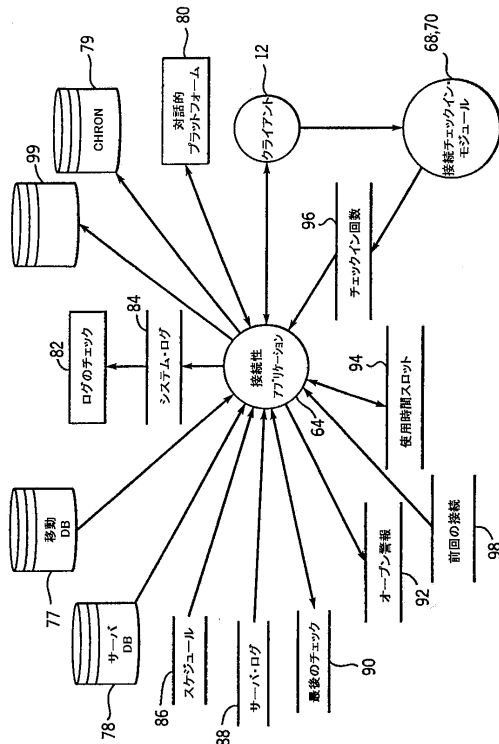 77
移動
DB
78
サーバ
DB
99
79
CHRON
82
ログのチェック
84
システム・ログ
80
対話的
プラットフォーム
86
スケジュール
88
サーバ・ログ
90
最後のチェック
接続性
アプリケーション
64
12
クライアント
96
チェックイン回数
68,70
接続チェックイン・
モジュール
オープン警報
92
94
使用時間スロット
前回の接続
98